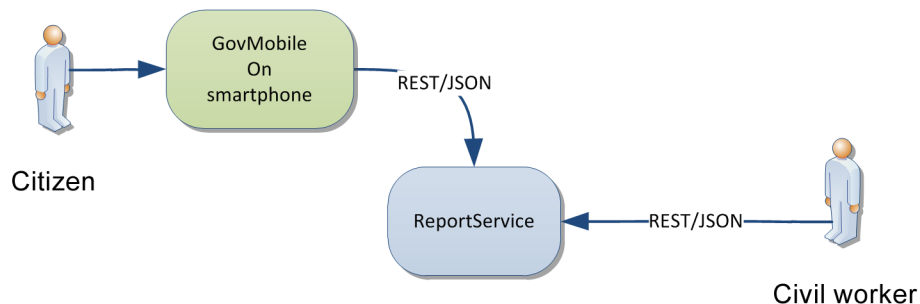 GovMobile
On
smartphone
REST/JSON
Citizen
ReportService
REST/JSON
Civil worker